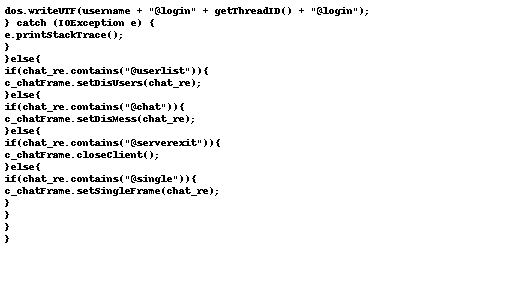 dos.writeUTF(username + "@login" + getThreadID() + "@login");
} catch (IOException e) {
e.printStackTrace();
}
}else{
if(chat_re.contains("@userlist")){
c_chatFrame.setDisUsers(chat_re);
}else{
if(chat_re.contains("@chat")){
c_chatFrame.setDisMess(chat_re);
}else{
if(chat_re.contains("@serverexit")){
c_chatFrame.closeClient();
}else{
if(chat_re.contains("@single")){
c_chatFrame.setSingleFrame(chat_re);
}
}
}
}